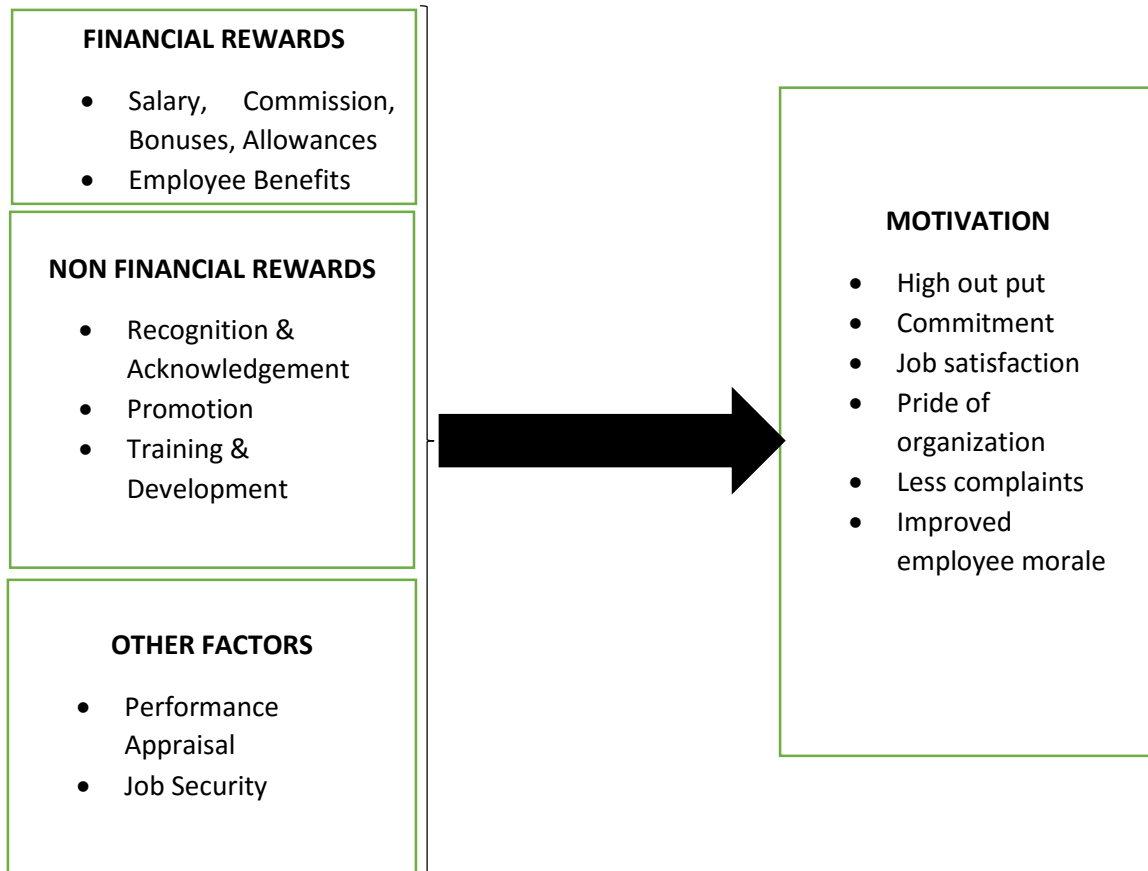 FINANCIAL REWARDS
• Salary, Commission,
Bonuses, Allowances
• Employee Benefits
NON FINANCIAL REWARDS
• Recognition &
Acknowledgement
• Promotion
• Training &
Development
OTHER FACTORS
• Performance
Appraisal
• Job Security
MOTIVATION
• High out put
• Commitment
• Job satisfaction
• Pride of
organization
• Less complaints
• Improved
employee morale